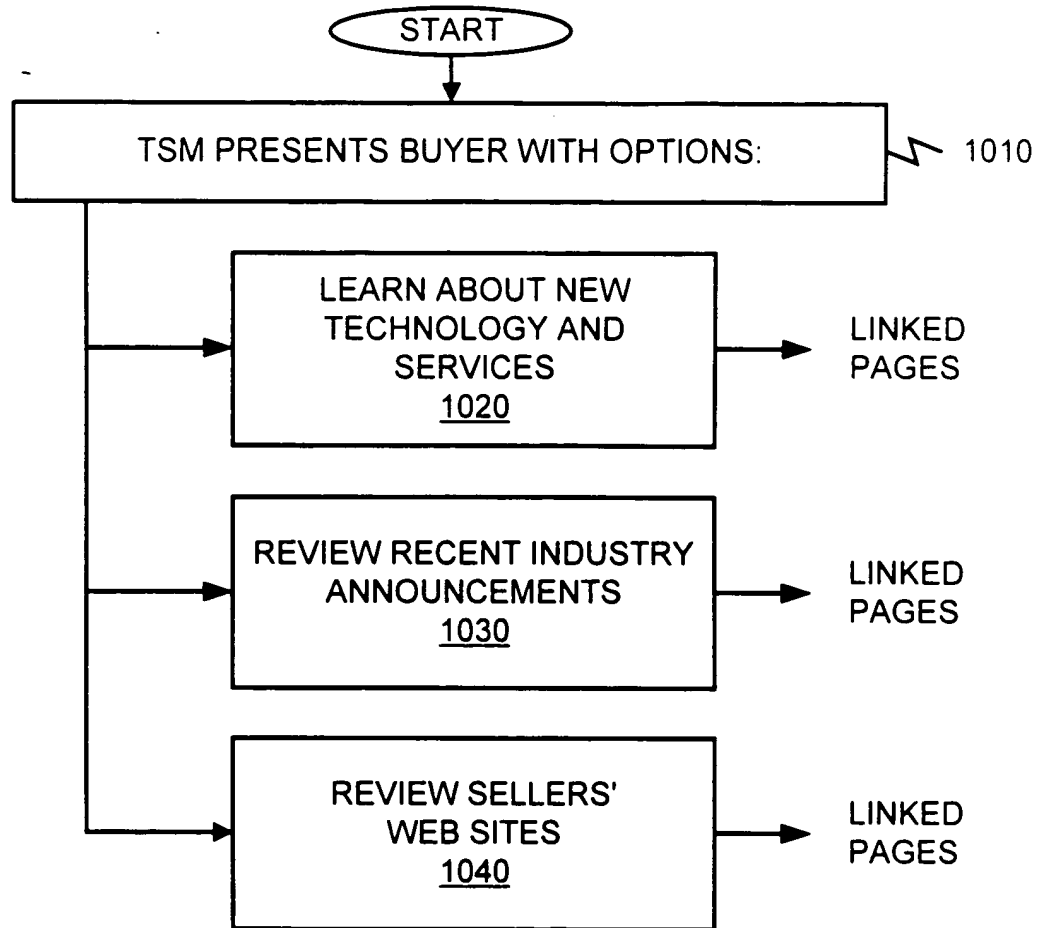 START
TSM PRESENTS BUYER WITH OPTIONS:
1010
LEARN ABOUT NEW
TECHNOLOGY AND
SERVICES
1020
LINKED
PAGES
REVIEW RECENT INDUSTRY
ANNOUNCEMENTS
1030
LINKED
PAGES
REVIEW SELLERS'
WEB SITES
1040
LINKED
PAGES